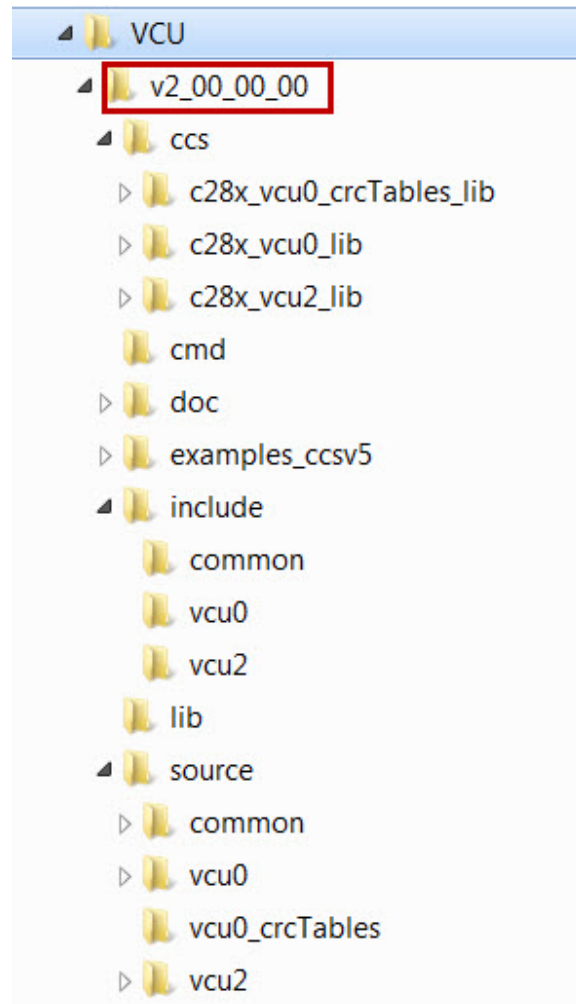 VCU
v2_00_00_00
ccs
c28x_vcu0_crcTables_lib
c28x_vcu0_lib
c28x_vcu2_lib
cmd
doc
examples_ccsv5
include
common
vcu0
vcu2
lib
source
common
vcu0
vcu0_crcTables
vcu2